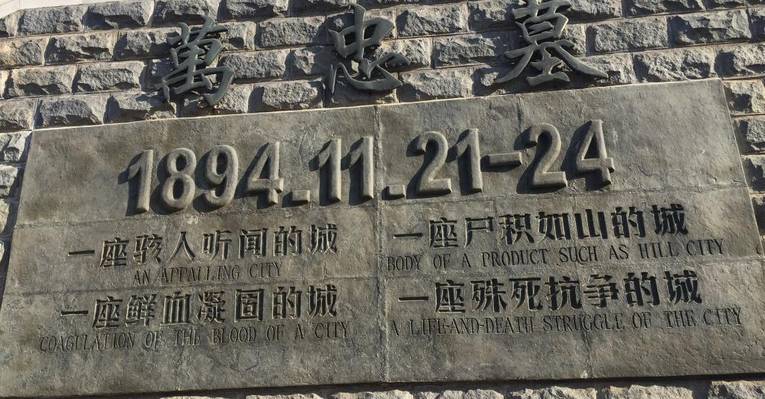 萬忠墓
1894.11.21-24
一座骇人听闻的城
AN APPALLING CITY
一座鲜血凝固的城
COAGULATION OF THE BLOOD OF A CITY
一座尸积如山的城
BODY OF A PRODUCT SUCH AS HILL CITY
一座殊死抗争的城
A LIFE-AND-DEATH STRUGGLE OF THE CITY